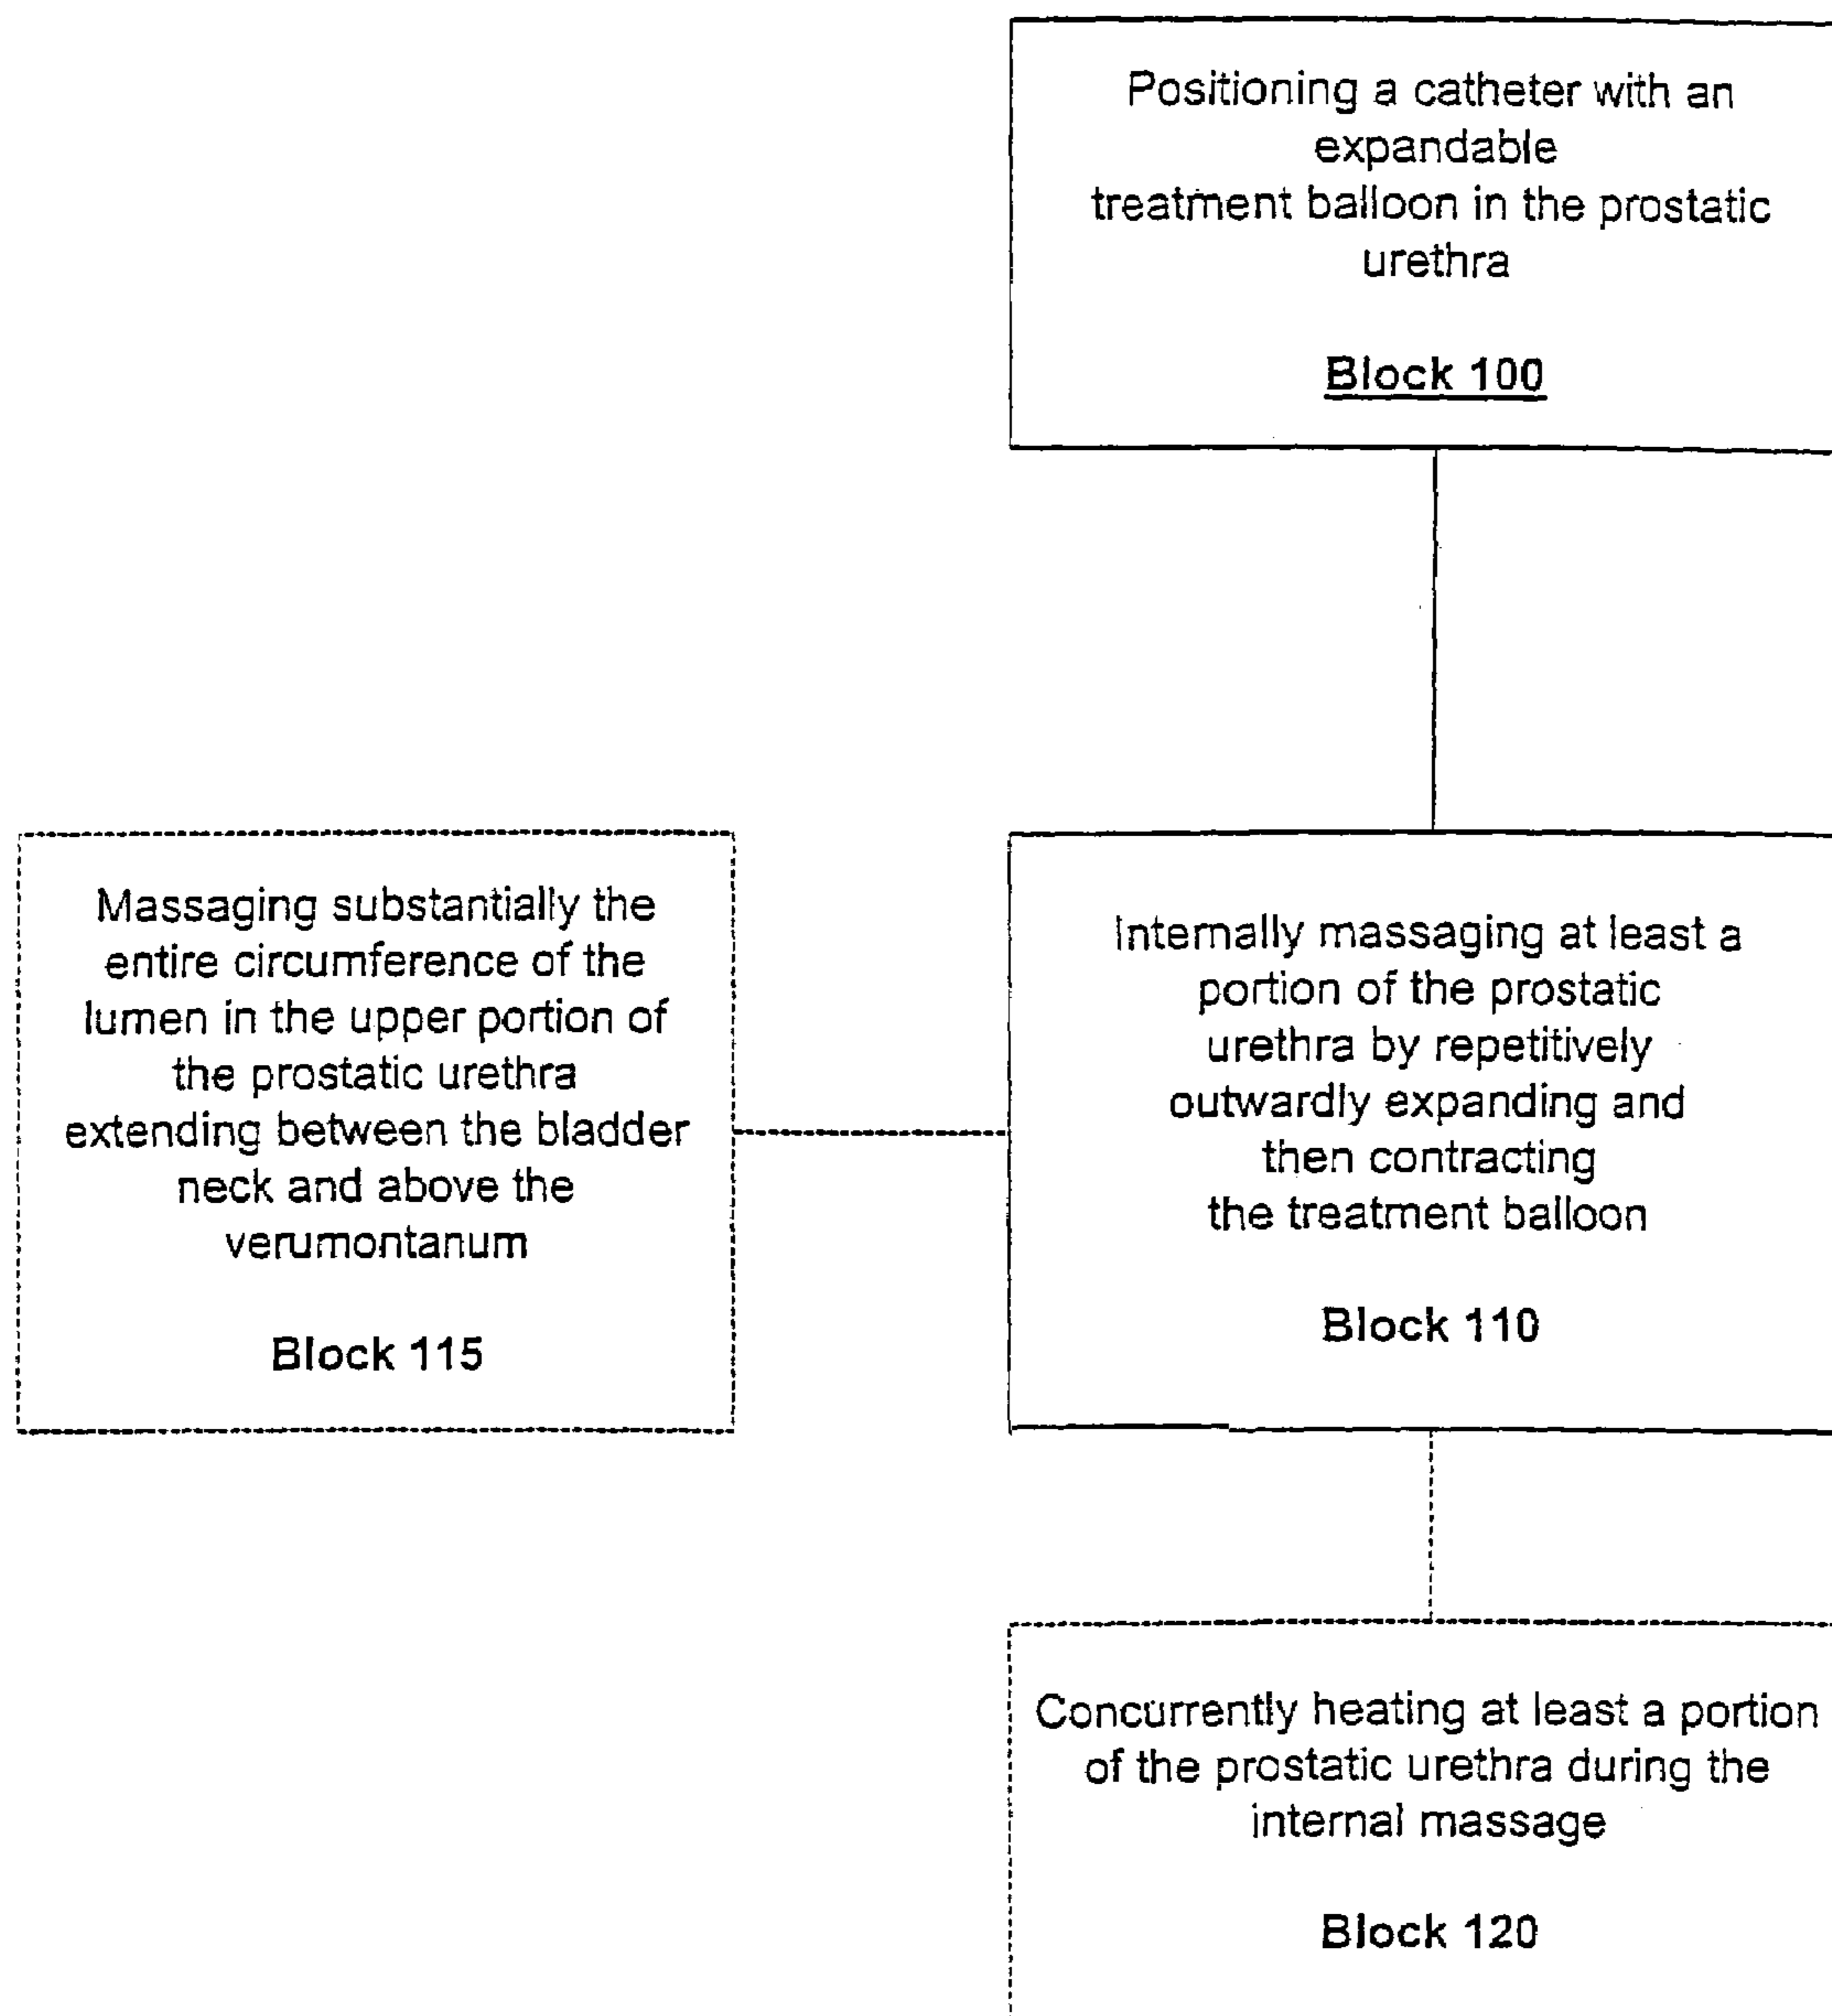 Positioning a catheter with an
expandable
treatment balloon in the prostatic
urethra
Block 100
Massaging substantially the
entire circumference of the
lumen in the upper portion of
the prostatic urethra
extending between the bladder
neck and above the
verumontanum
Block 115
Internally massaging at least a
portion of the prostatic
urethra by repetitively
outwardly expanding and
then contracting
the treatment balloon
Block 110
Concurrently heating at least a portion
of the prostatic urethra during the
internal massage
Block 120